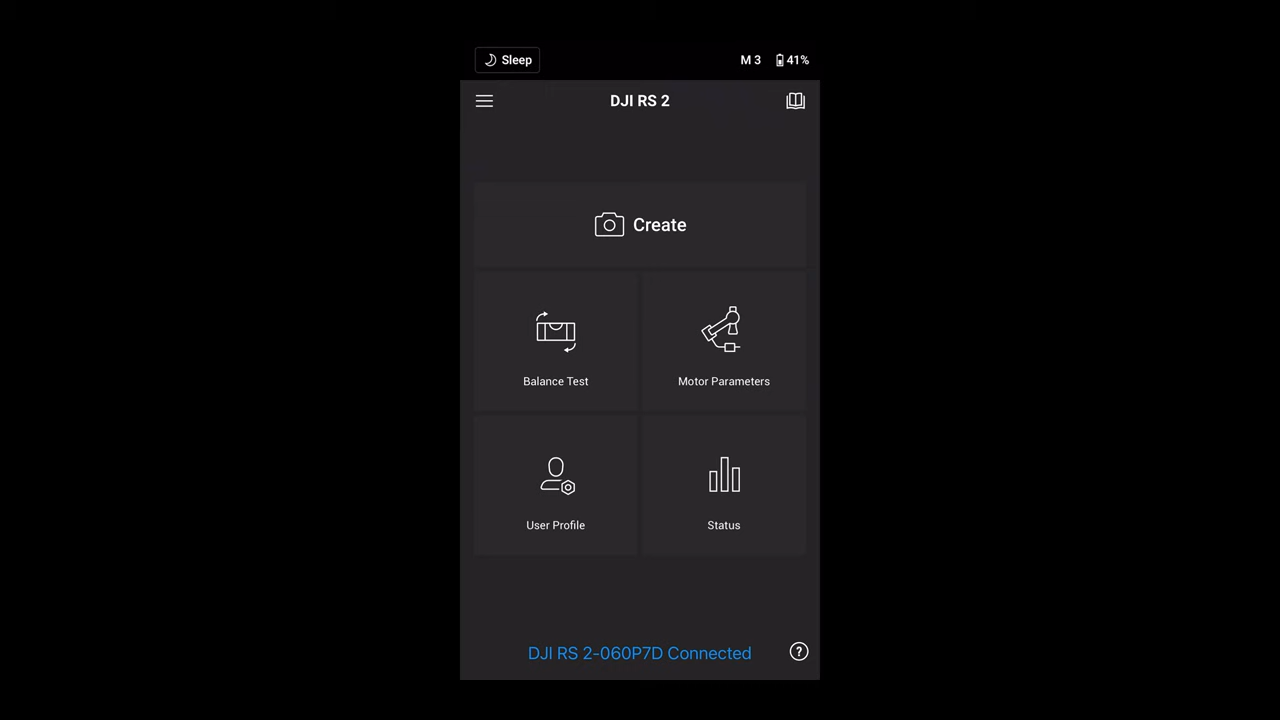 Sleep M 3 41%
DJI RS 2
Create
Balance Test Motor Parameters
User Profile Status
DJI RS 2-060P7D Connected ?